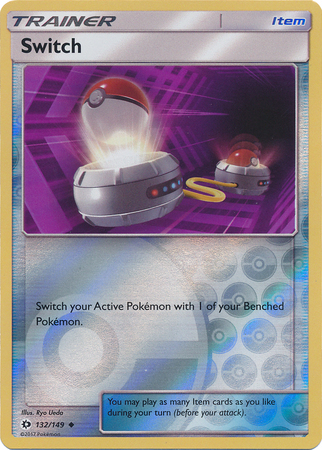 TRAINER
Item
Switch
Switch your Active Pokémon with 1 of your Benched
Pokémon.
You may play as many Item cards as you like
during your turn (before your attack).
Illus. Ryo Ueda
132/149
©2017 Pokémon